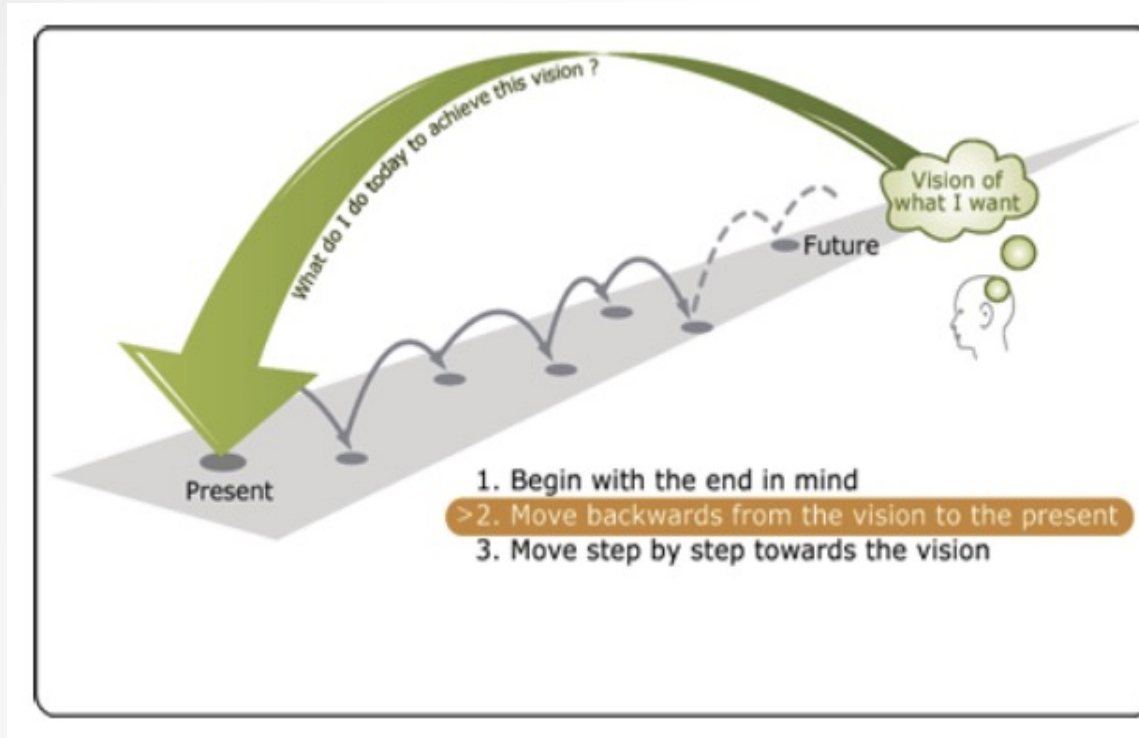 What do I do today to achieve this vision ?
Vision of
what I want
Future
Present
1. Begin with the end in mind
>2. Move backwards from the vision to the present
3. Move step by step towards the vision